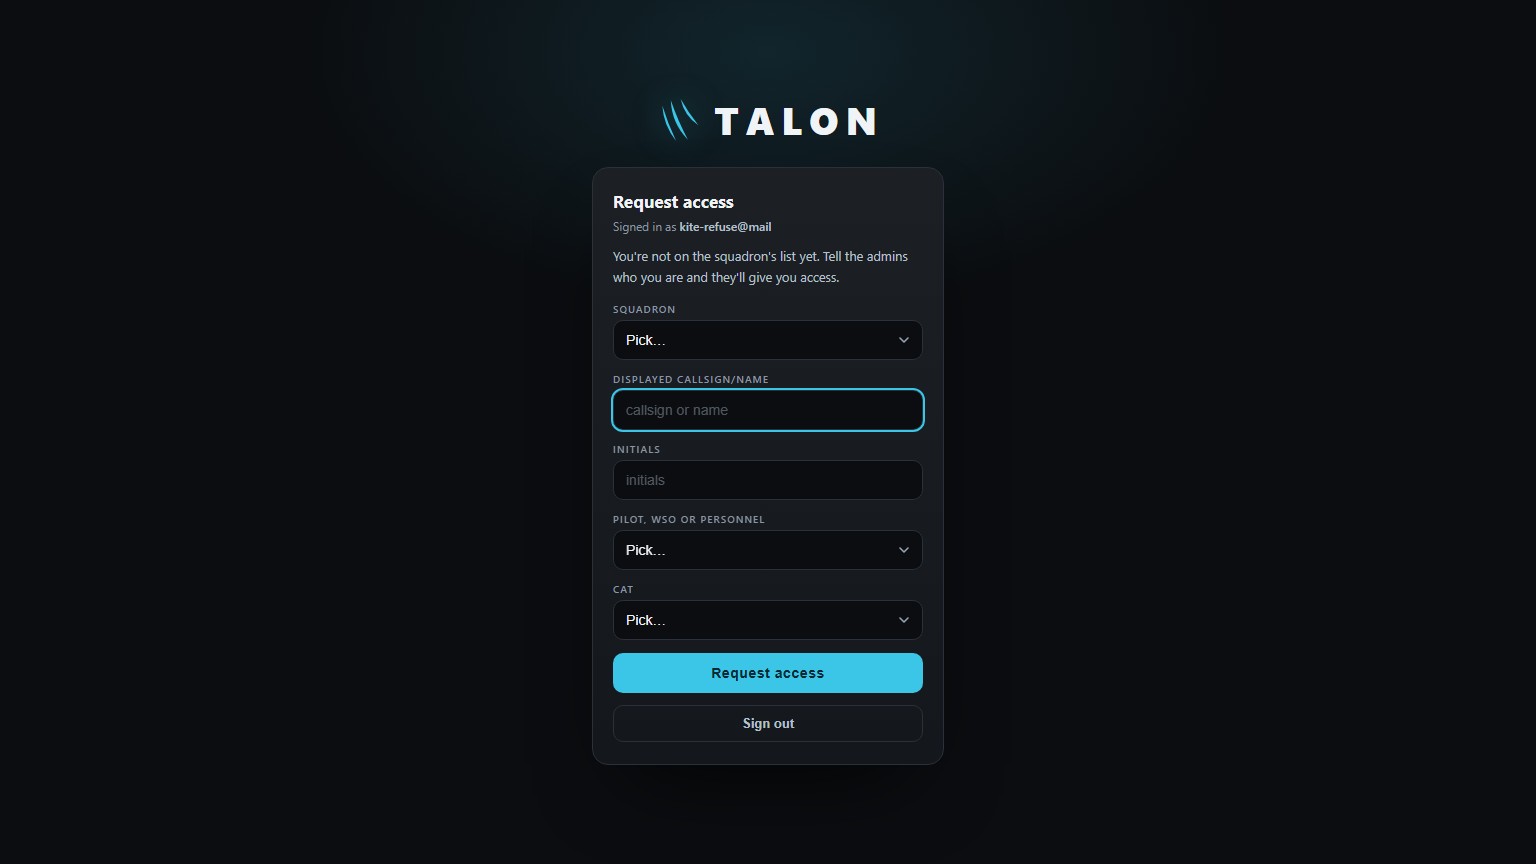 TALON
Request access
Signed in as kite-refuse@mail
You're not on the squadron's list yet. Tell the admins
who you are and they'll give you access.
SQUADRON
Pick...
DISPLAYED CALLSIGN/NAME
callsign or name
INITIALS
initials
PILOT, WSO OR PERSONNEL
Pick...
CAT
Pick...
Request access
Sign out